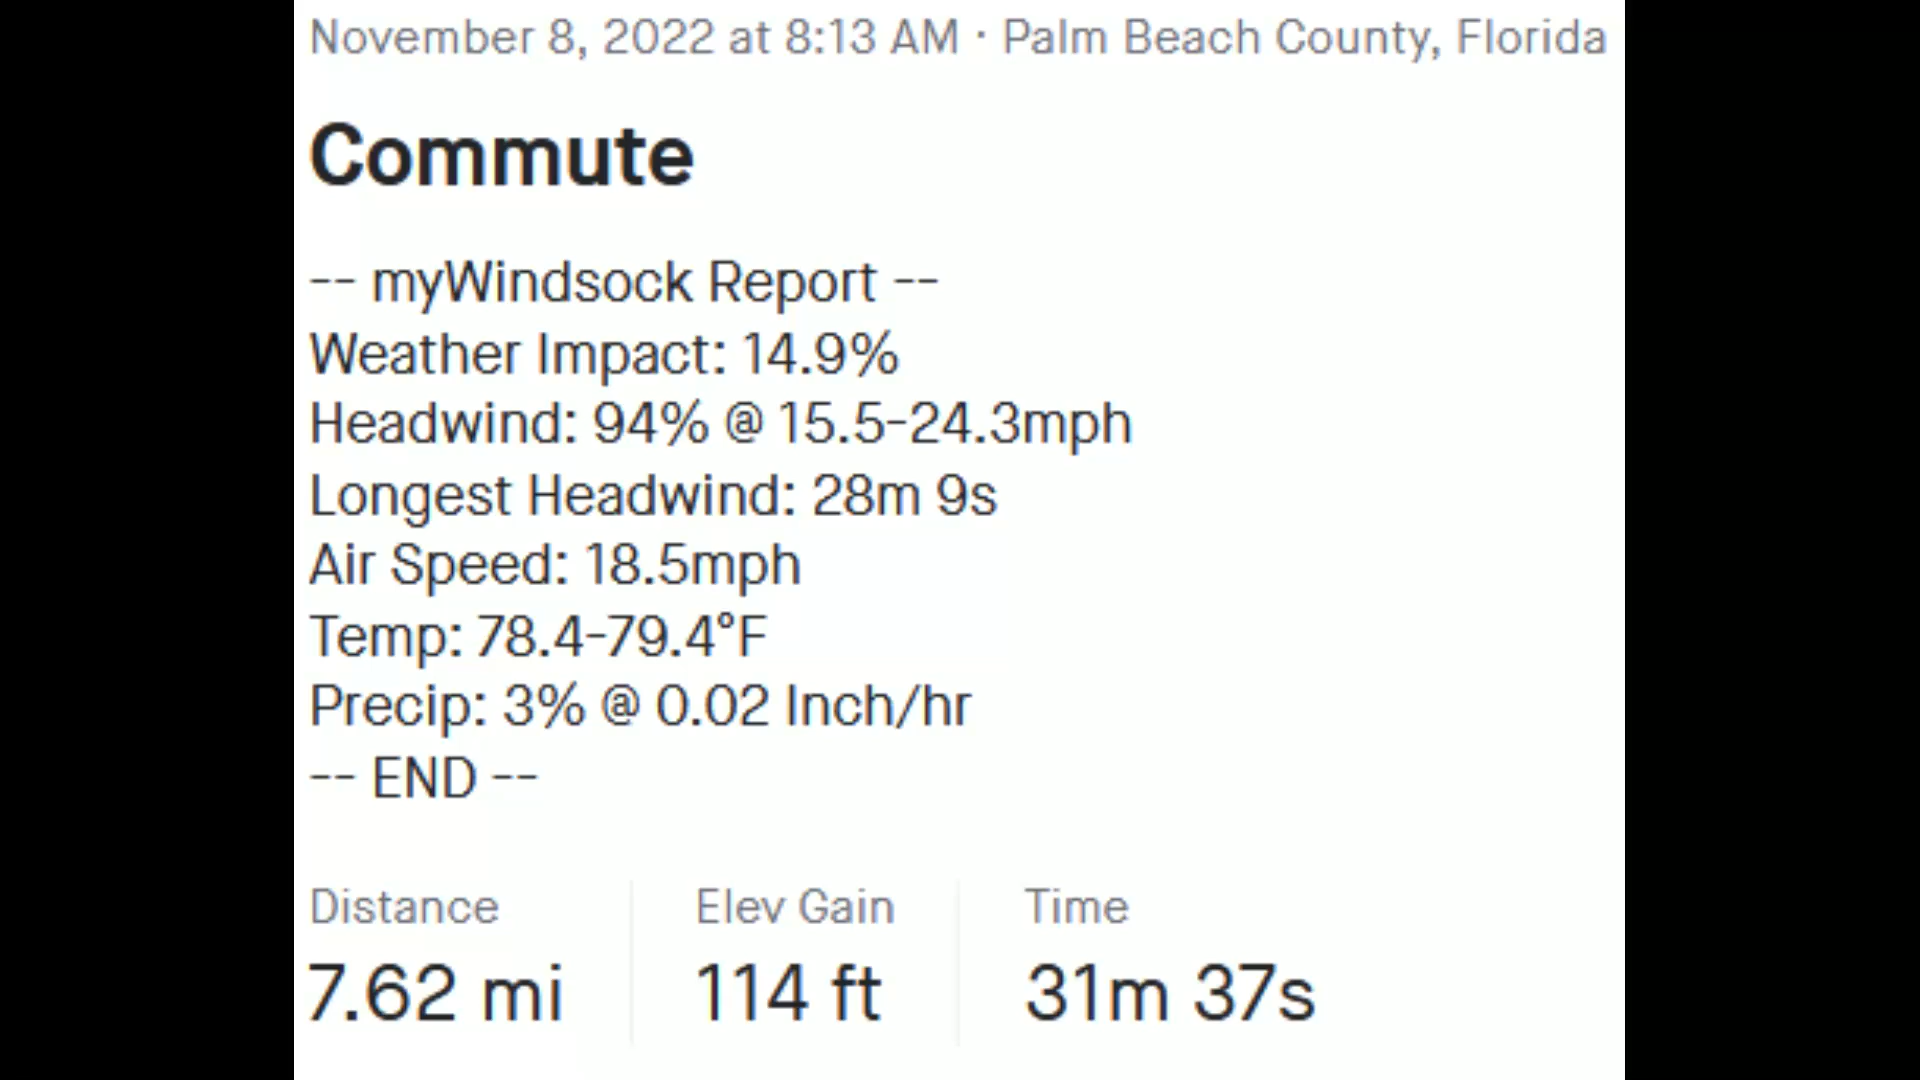 November 8, 2022 at 8:13 AM · Palm Beach County, Florida
Commute
-- myWindsock Report --
Weather Impact: 14.9%
Headwind: 94% @ 15.5-24.3mph
Longest Headwind: 28m 9s
Air Speed: 18.5mph
Temp: 78.4-79.4°F
Precip: 3% @ 0.02 Inch/hr
-- END --
Distance Elev Gain Time
7.62 mi 114 ft 31m 37s